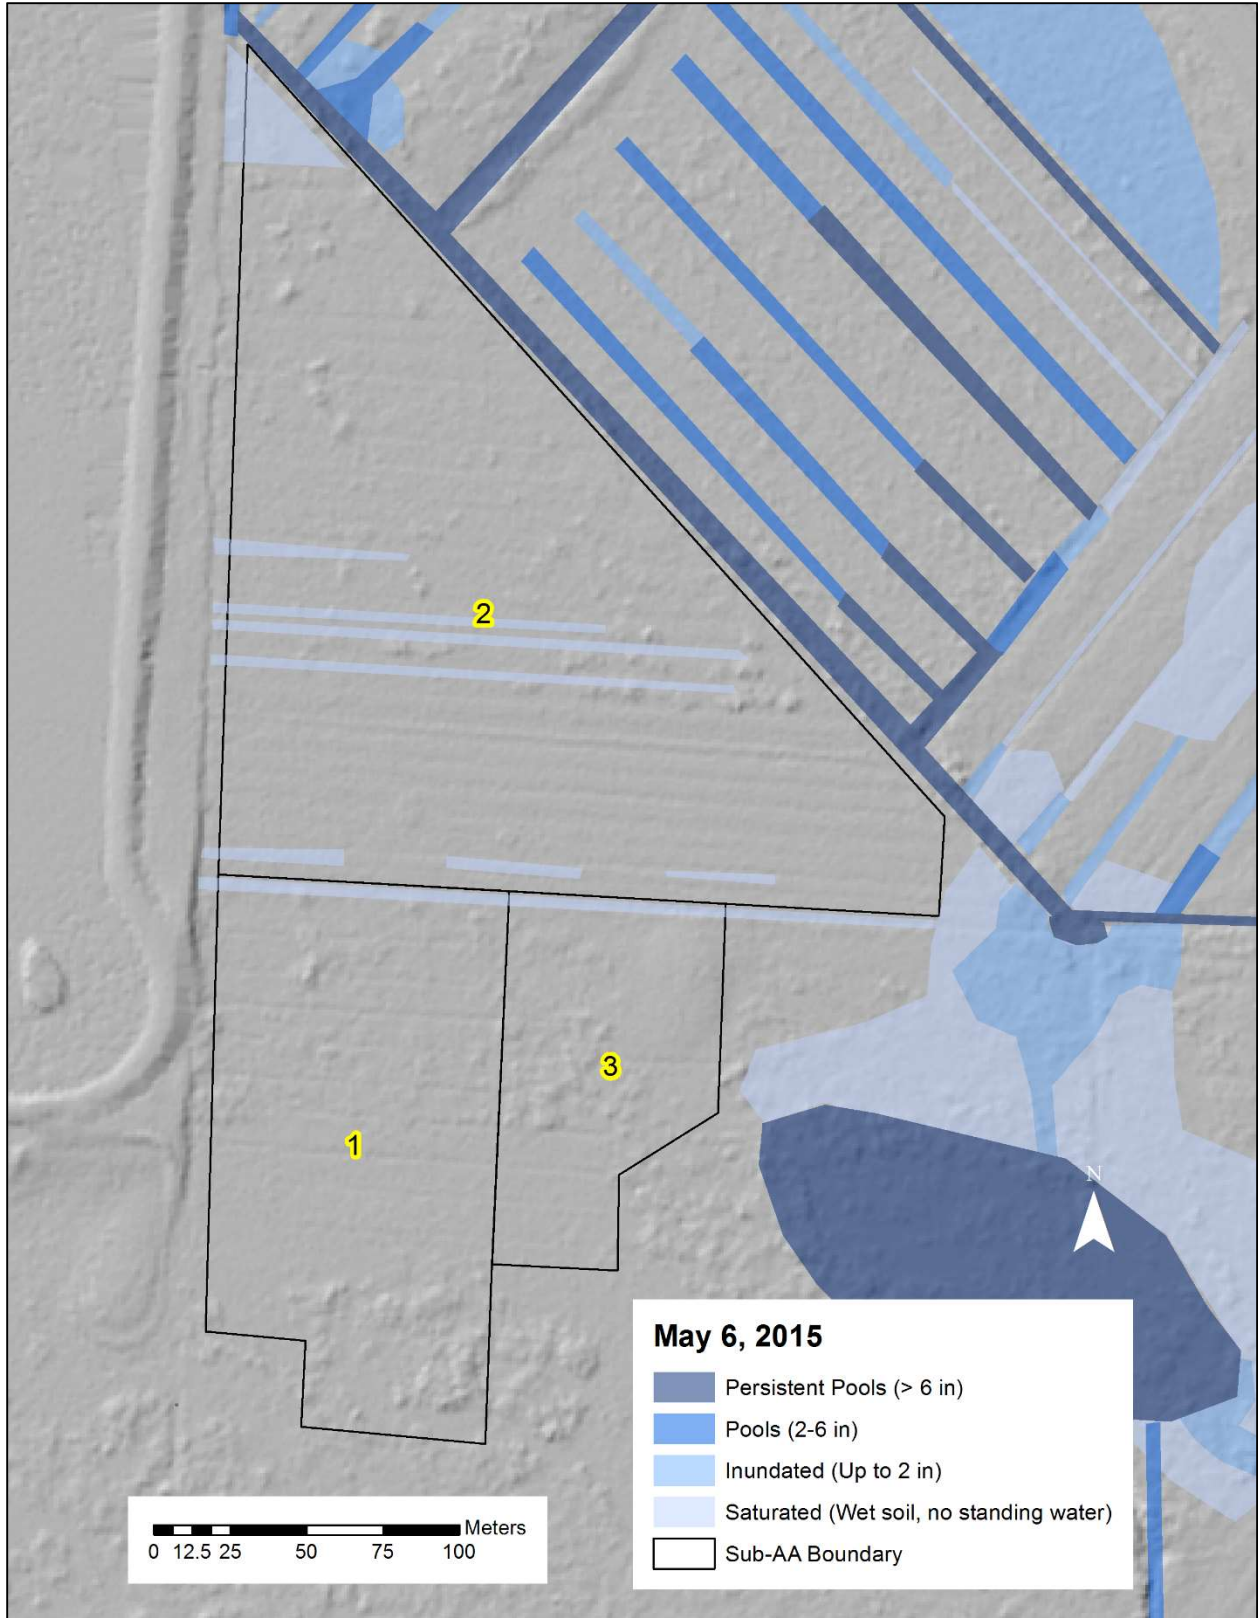 2
3
1
N
May 6, 2015
Persistent Pools (> 6 in)
Pools (2-6 in)
Inundated (Up to 2 in)
Saturated (Wet soil, no standing water)
Sub-AA Boundary
Meters
0 12.5 25 50 75 100